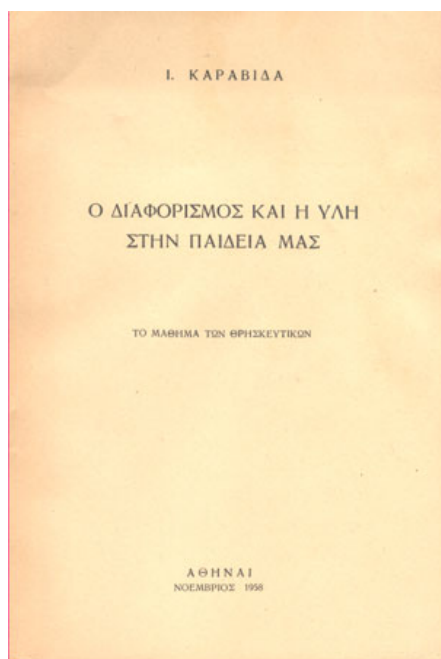 Ι. ΚΑΡΑΒΙΔΑ
Ο ΔΙΑΦΟΡΙΣΜΟΣ ΚΑΙ Η ΥΛΗ
ΣΤΗΝ ΠΑΙΔΕΙΑ ΜΑΣ
ΤΟ ΜΑΘΗΜΑ ΤΩΝ ΘΡΗΣΚΕΥΤΙΚΩΝ
ΑΘΗΝΑΙ
ΝΟΕΜΒΡΙΟΣ 1958